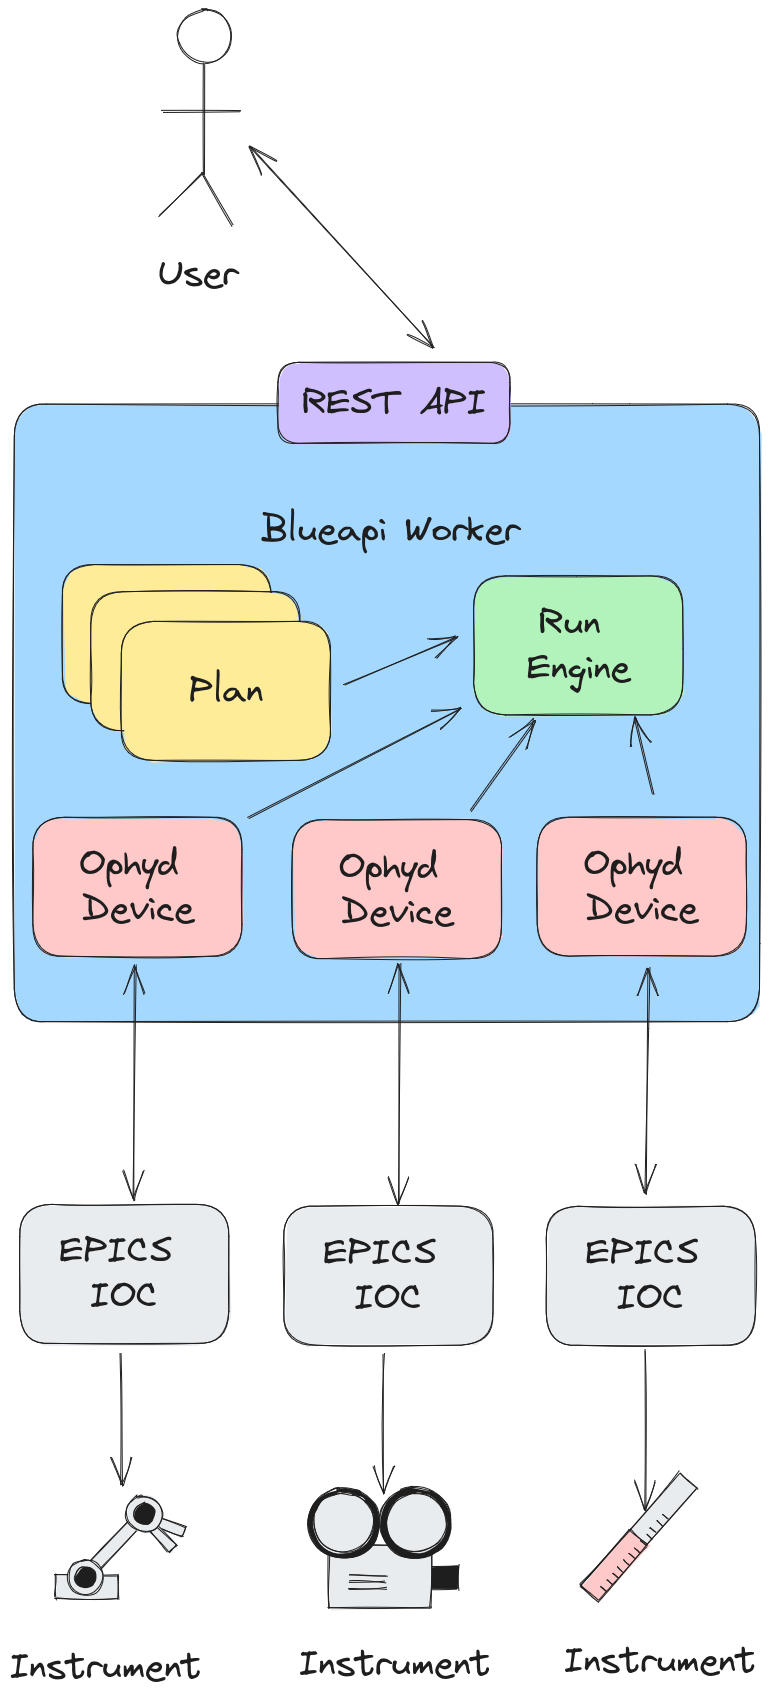 User
REST API
Blueapi Worker
Plan
Run
Engine
Ophyd
Device
Ophyd
Device
Ophyd
Device
EPICS
IOC
EPICS
IOC
EPICS
IOC
Instrument
Instrument
Instrument